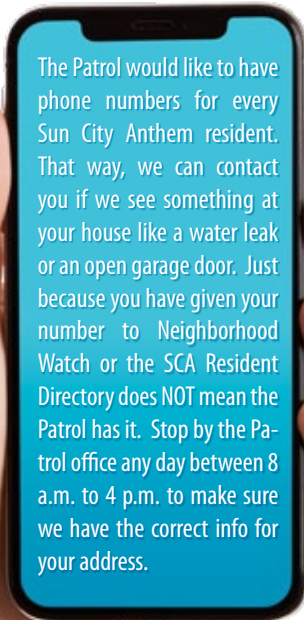 The Patrol would like to have
phone numbers for every
Sun City Anthem resident.
That way, we can contact
you if we see something at
your house like a water leak
or an open garage door.  Just
because you have given your
number to Neighborhood
Watch or the SCA Resident
Directory does NOT mean the
Patrol has it.  Stop by the Pa-
trol office any day between 8
a.m. to 4 p.m. to make sure
we have the correct info for
your address.